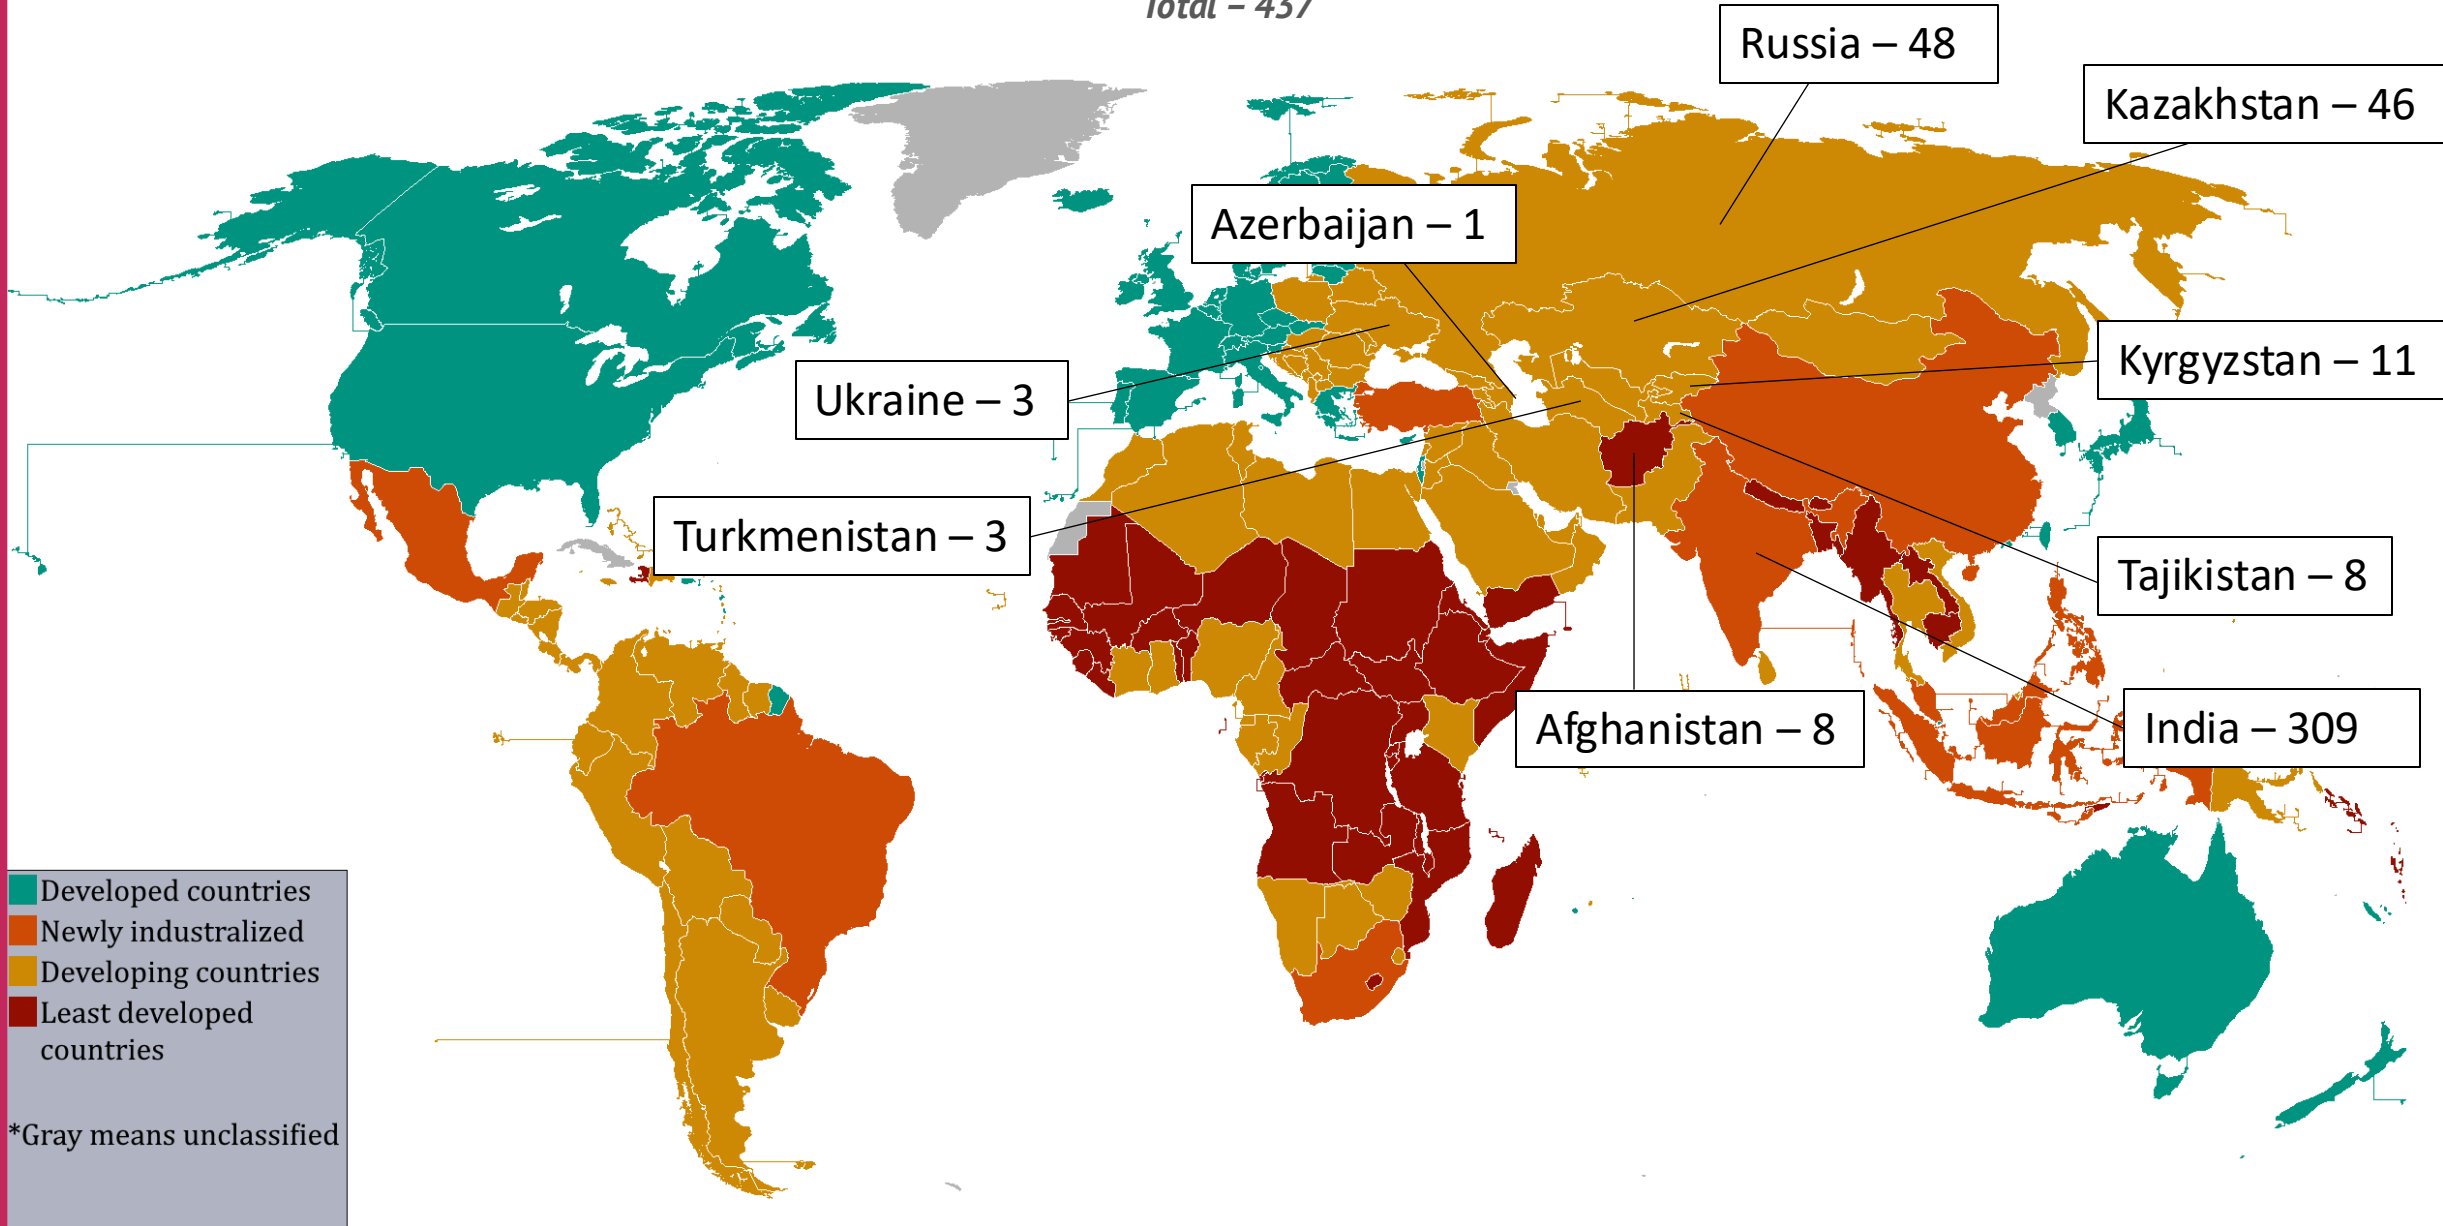 Total – 437
Russia – 48
Kazakhstan – 46
Azerbaijan – 1
Kyrgyzstan – 11
Ukraine – 3
Turkmenistan – 3
Tajikistan – 8
Afghanistan – 8
India – 309
Developed countries
Newly industralized
Developing countries
Least developed
countries
*Gray means unclassified